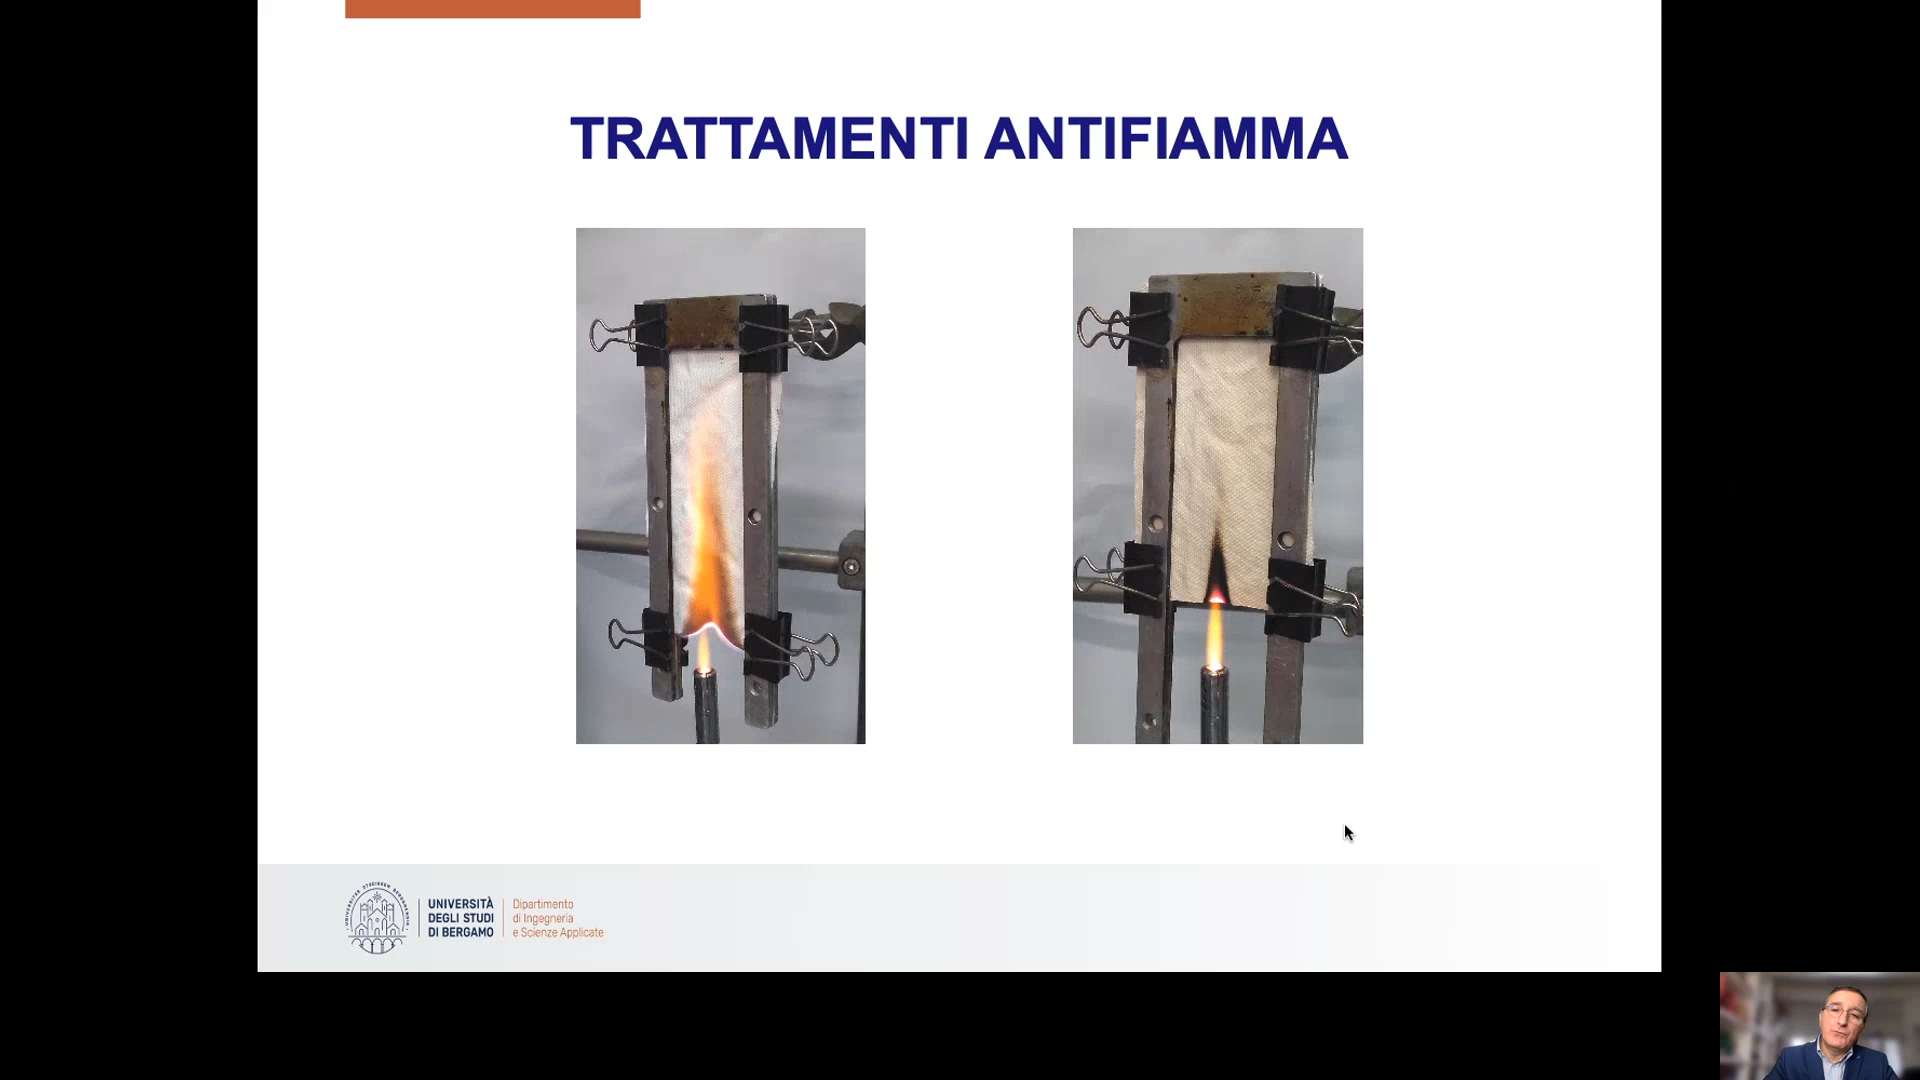 TRATTAMENTI ANTIFIAMMA
UNIVERSITÀ
DEGLI STUDI
DI BERGAMO
Dipartimento
di Ingegneria
e Scienze Applicate